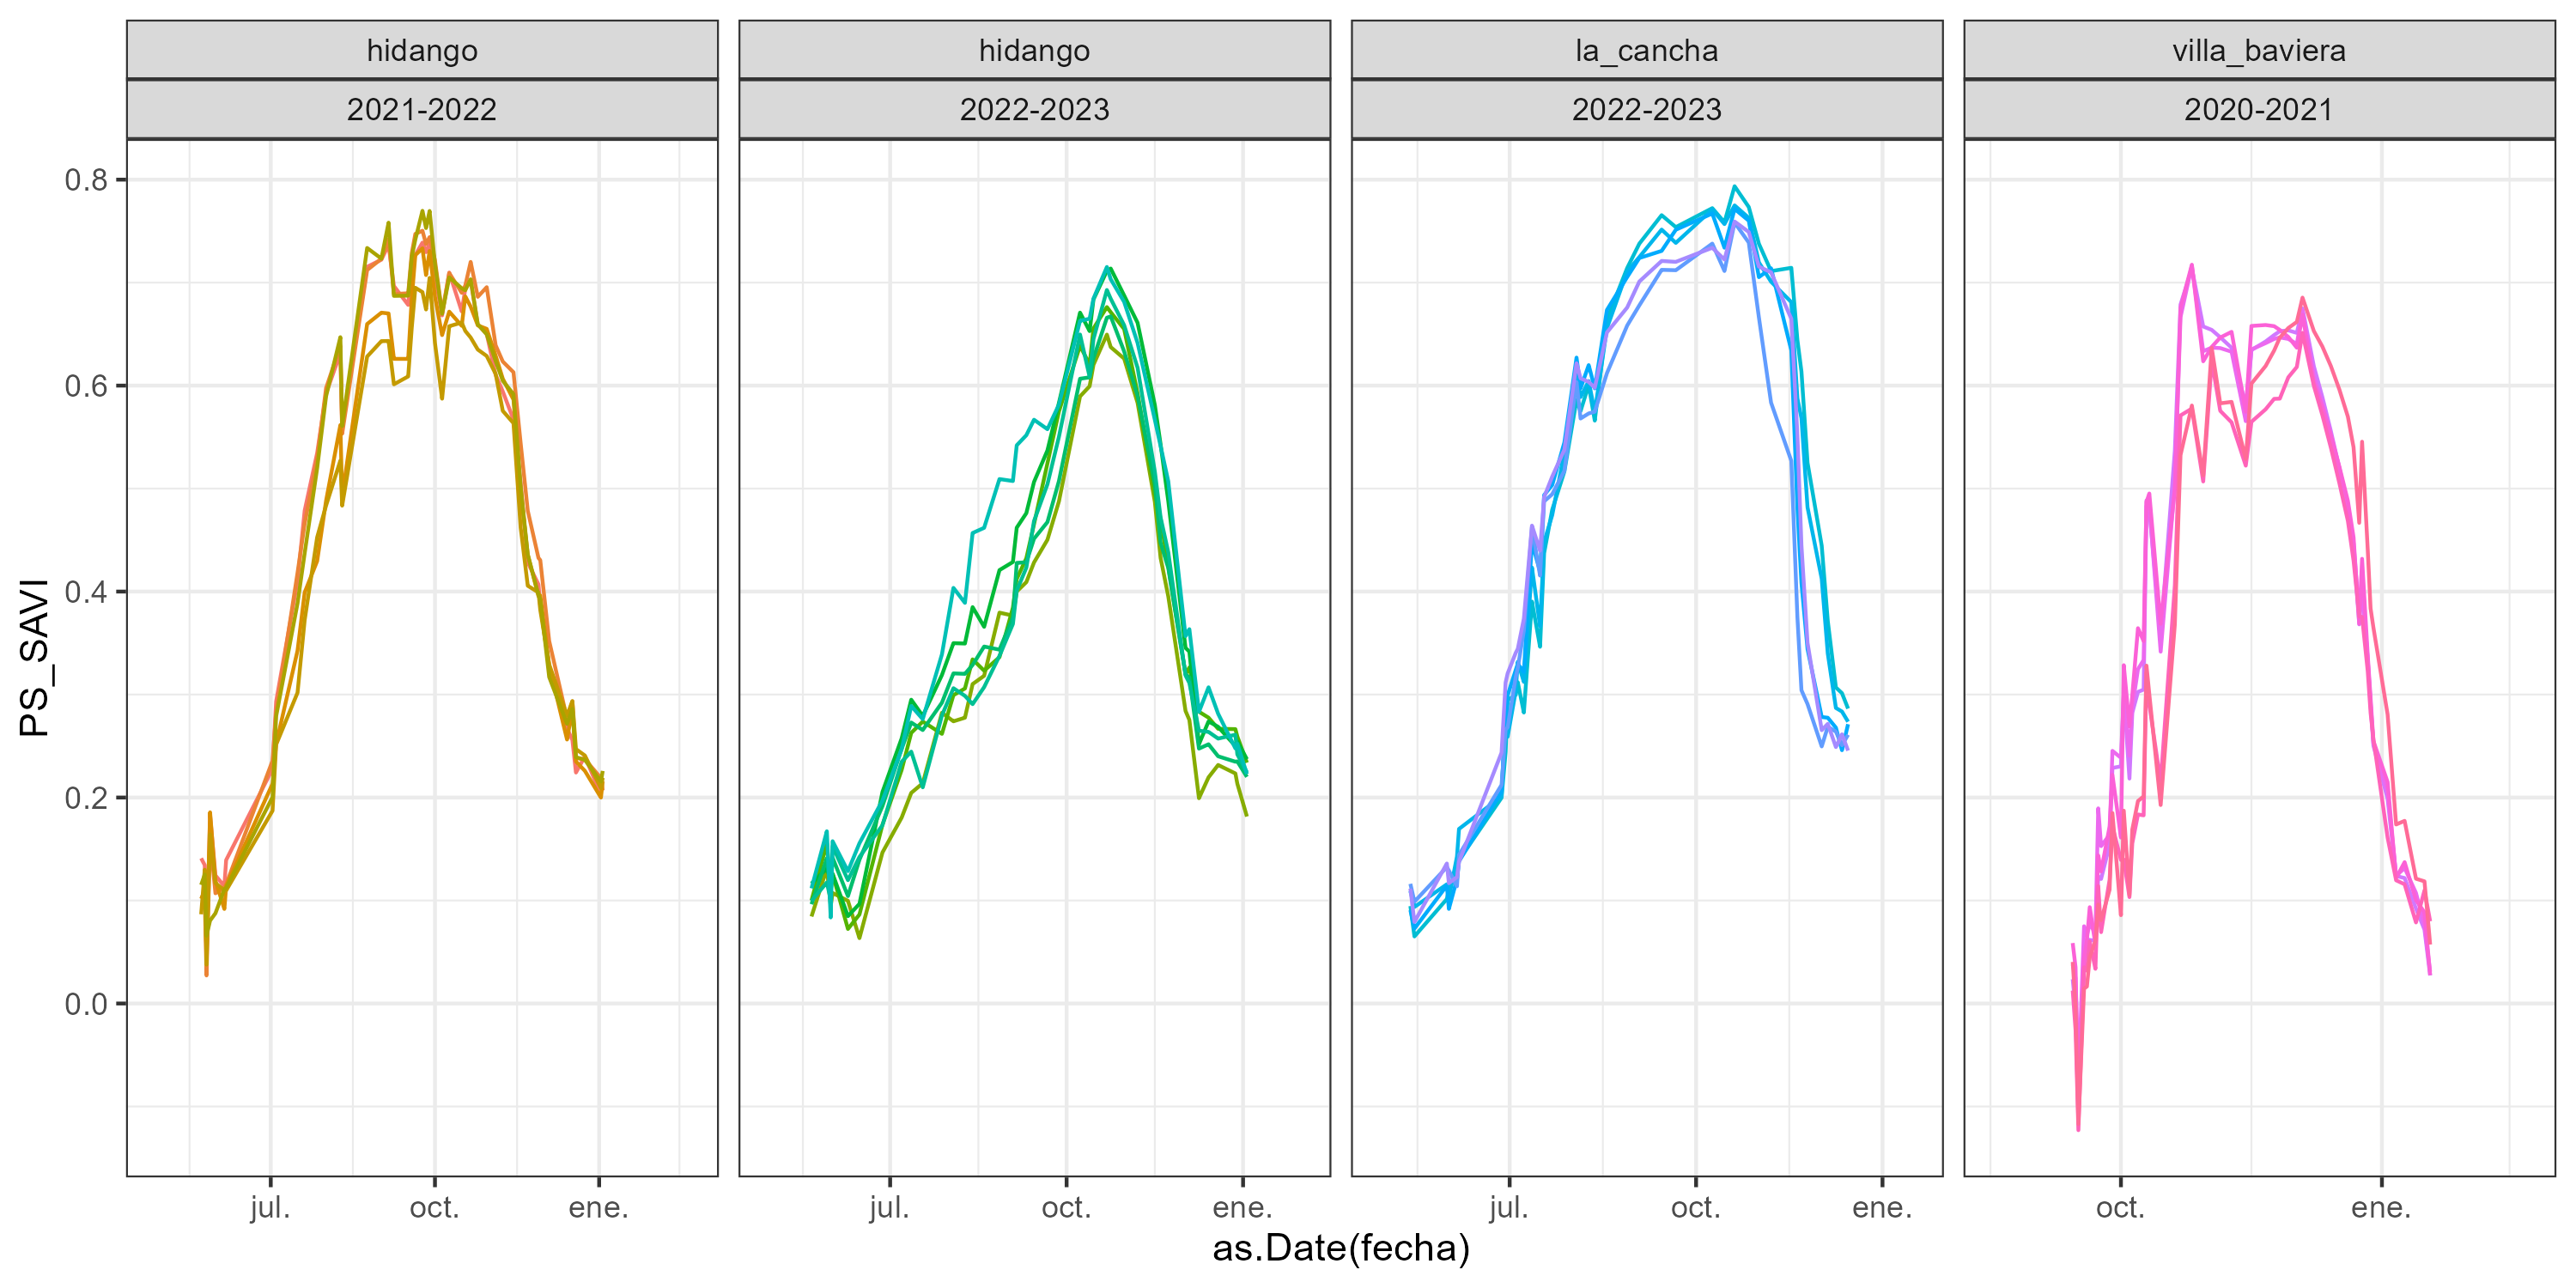 hidango
hidango
la_cancha
villa_baviera
2021-2022
2022-2023
2022-2023
2020-2021
0.8
0.6
0.4
0.2
0.0
PS_SAVI
jul.
oct.
ene.
jul.
oct.
ene.
jul.
oct.
ene.
oct.
ene.
as.Date(fecha)